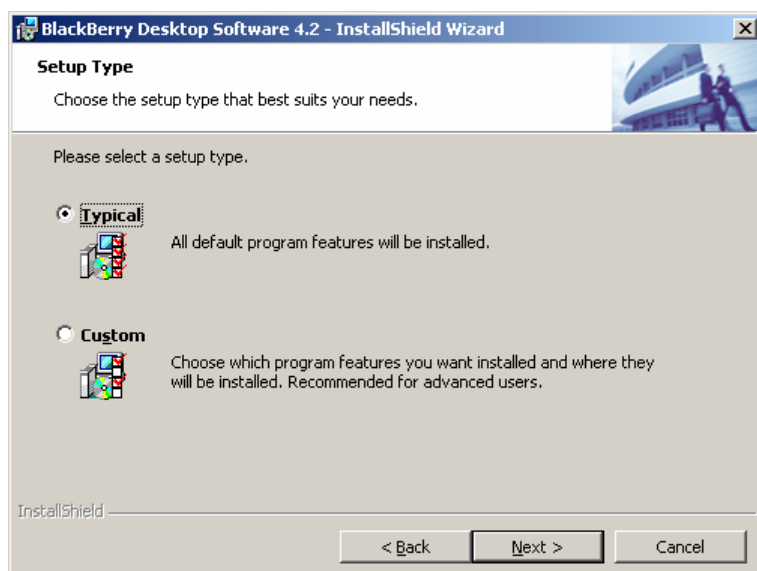 BlackBerry Desktop Software 4.2 - InstallShield Wizard
Setup Type
Choose the setup type that best suits your needs.
Please select a setup type.
Typical
All default program features will be installed.
Custom
Choose which program features you want installed and where they
will be installed. Recommended for advanced users.
InstallShield
< Back Next > Cancel